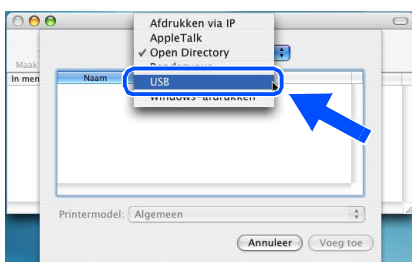 Afdrukken via IP
AppleTalk
✓ Open Directory
Maak
In men
Naam
USB
Windows-afdrukken
Printermodel: Algemeen
Annuleer Voeg toe